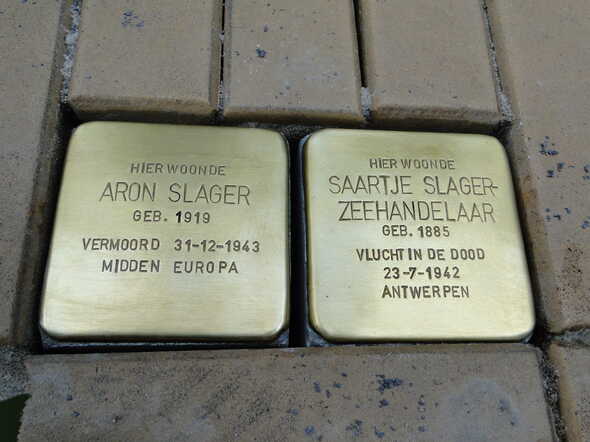 HIER WOONDE
ARON SLAGER
GEB. 1919
VERMOORD 31-12-1943
MIDDEN EUROPA
HIER WOONDE
SAARTJE SLAGER-
ZEEHANDELAAR
GEB. 1885
VLUCHT IN DE DOOD
23-7-1942
ANTWERPEN